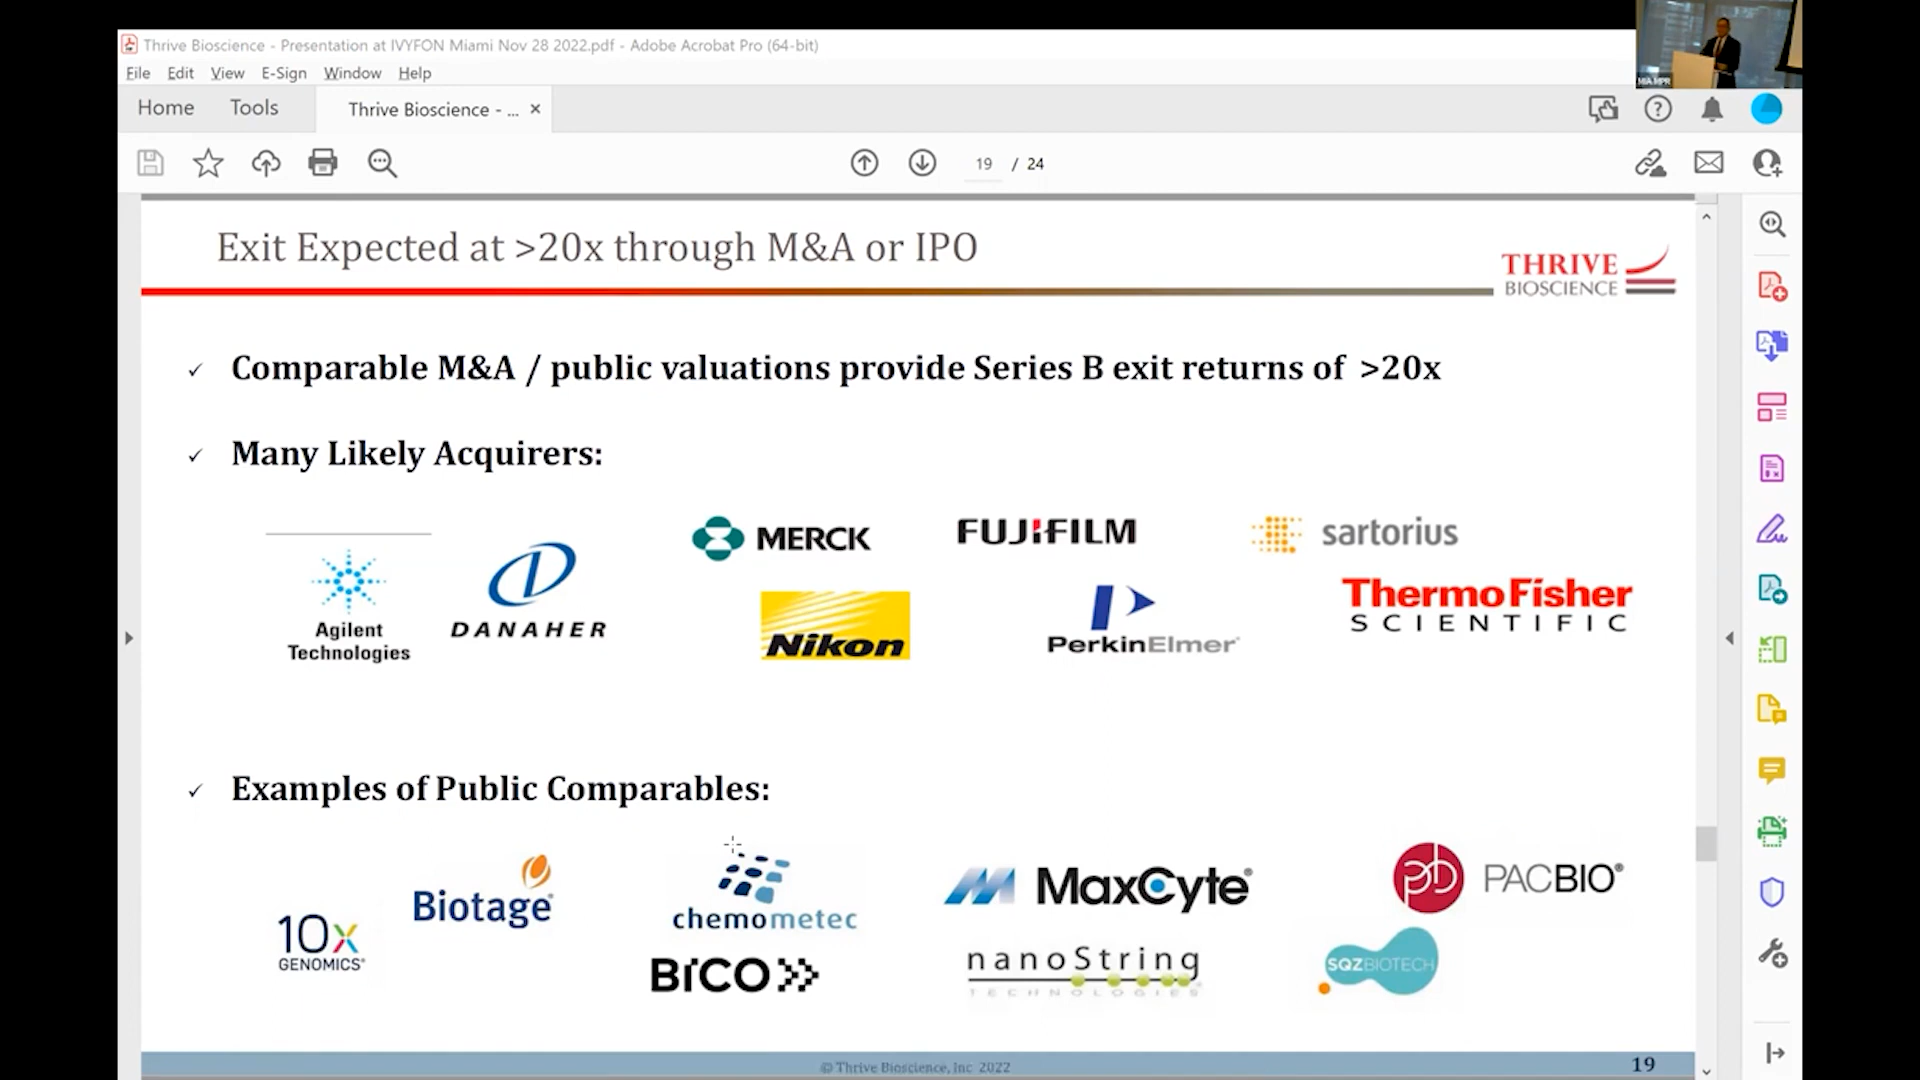 Thrive Bioscience - Presentation at IVYFON Miami Nov 28 2022.pdf - Adobe Acrobat Pro (64-bit)
MIA MPR
File Edit View E-Sign Window Help
Home Tools Thrive Bioscience - ... ×
19 / 24
Exit Expected at >20x through M&A or IPO
THRIVE
BIOSCIENCE
✓ Comparable M&A / public valuations provide Series B exit returns of >20x
✓ Many Likely Acquirers:
MERCK
FUJIFILM
sartorius
Agilent
Technologies
DANAHER
Nikon
PerkinElmer
ThermoFisher
SCIENTIFIC
✓ Examples of Public Comparables:
10x
GENOMICS®
Biotage®
chemometec
BICO
MaxCyte®
nanoString
TECHNOLOGIES®
pb PACBIO®
SQZBIOTECH
© Thrive Bioscience, Inc 2022
19